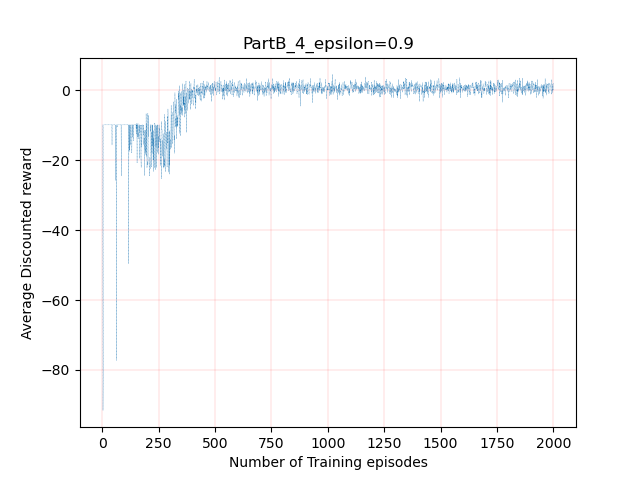 PartB_4_epsilon=0.9
0
−20
−40
−60
−80
Average Discounted reward
0 250 500 750 1000 1250 1500 1750 2000
Number of Training episodes